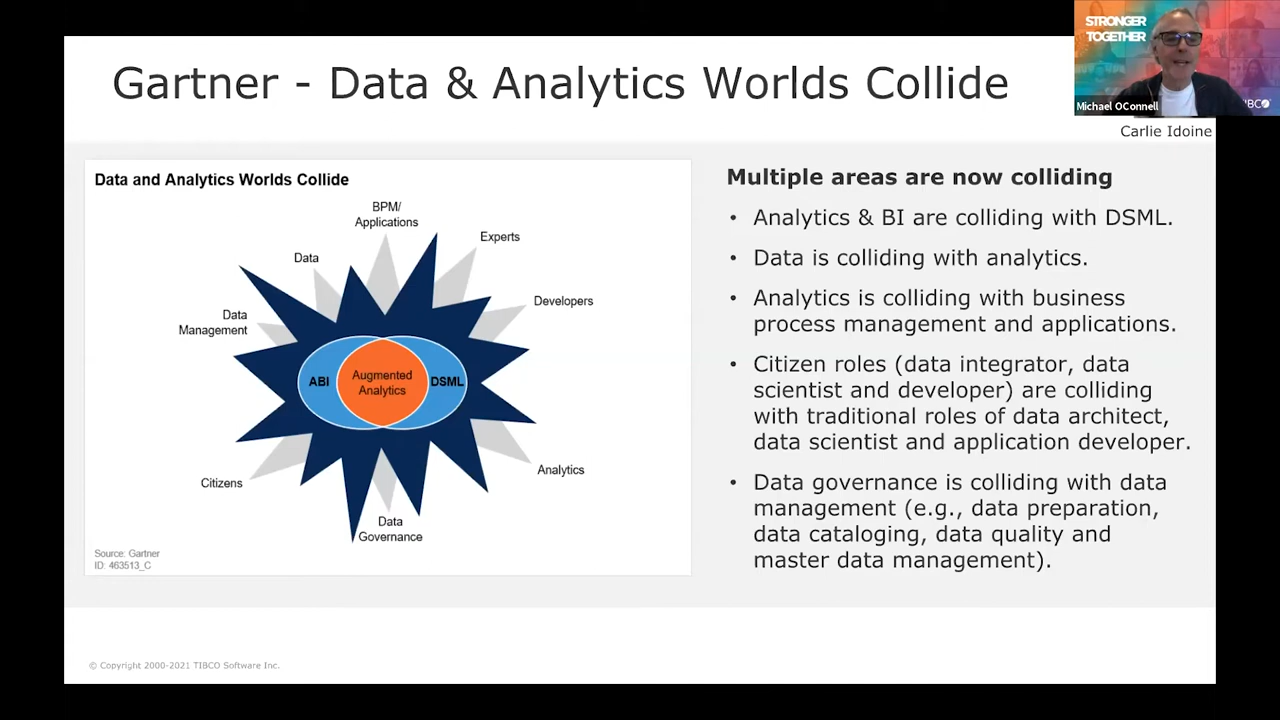 Gartner - Data & Analytics Worlds Collide
STRONGER
TOGETHER
Michael OConnell
Carlie Idoine
Data and Analytics Worlds Collide
BPM/
Applications
Experts
Data
Developers
Data
Management
ABI
Augmented
Analytics
DSML
Citizens
Analytics
Data
Governance
Source: Gartner
ID: 463513_C
Multiple areas are now colliding
• Analytics & BI are colliding with DSML.
• Data is colliding with analytics.
• Analytics is colliding with business
process management and applications.
• Citizen roles (data integrator, data
scientist and developer) are colliding
with traditional roles of data architect,
data scientist and application developer.
• Data governance is colliding with data
management (e.g., data preparation,
data cataloging, data quality and
master data management).
© Copyright 2000-2021 TIBCO Software Inc.